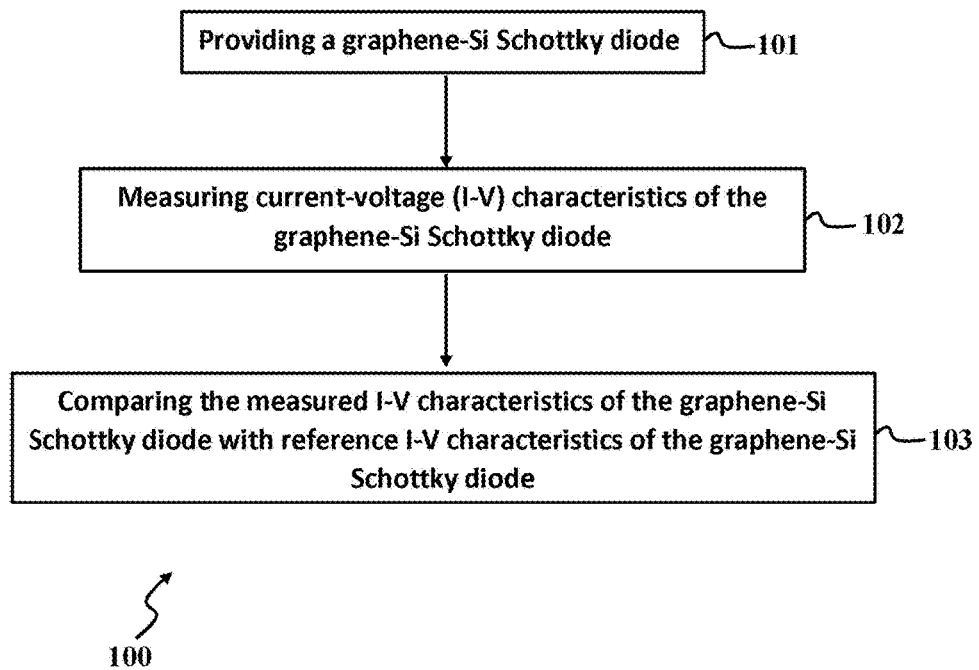 Providing a graphene-Si Schottky diode
101
Measuring current-voltage (I-V) characteristics of the
graphene-Si Schottky diode
102
Comparing the measured I-V characteristics of the graphene-Si
Schottky diode with reference I-V characteristics of the graphene-Si
Schottky diode
103
100